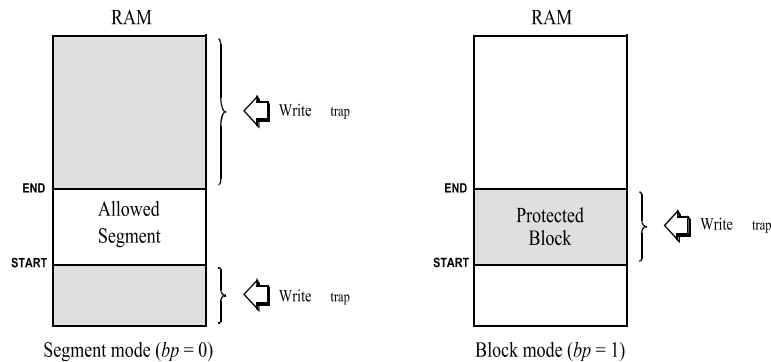 RAM
Write trap
END
Allowed
Segment
START
Write trap
Segment mode (bp = 0)
RAM
END
Protected
Block
Write trap
START
Block mode (bp = 1)